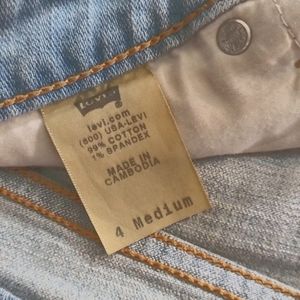 Levi's
levi.com
(800) USA-LEVI
99% COTTON
1% SPANDEX
MADE IN
CAMBODIA
4 Medium